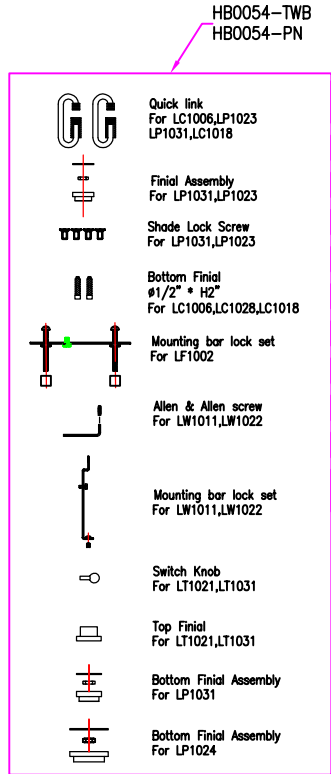 HB0054-TWB
HB0054-PN
Quick link
For LC1006,LP1023
LP1031,LC1018
Finial Assembly
For LP1031,LP1023
Shade Lock Screw
For LP1031,LP1023
Bottom Finial
ø1/2" * H2"
For LC1006,LC1028,LC1018
Mounting bar lock set
For LF1002
Allen & Allen screw
For LW1011,LW1022
Mounting bar lock set
For LW1011,LW1022
Switch Knob
For LT1021,LT1031
Top Finial
For LT1021,LT1031
Bottom Finial Assembly
For LP1031
Bottom Finial Assembly
For LP1024